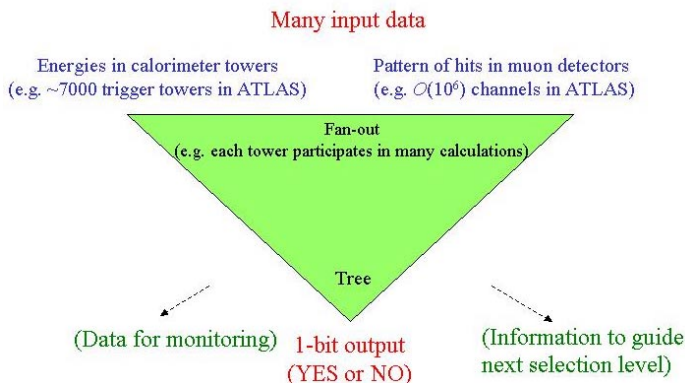 Many input data
Energies in calorimeter towers
(e.g. ~7000 trigger towers in ATLAS)
Pattern of hits in muon detectors
(e.g. O(10⁶) channels in ATLAS)
Fan-out
(e.g. each tower participates in many calculations)
Tree
(Data for monitoring)
1-bit output
(YES or NO)
(Information to guide
next selection level)